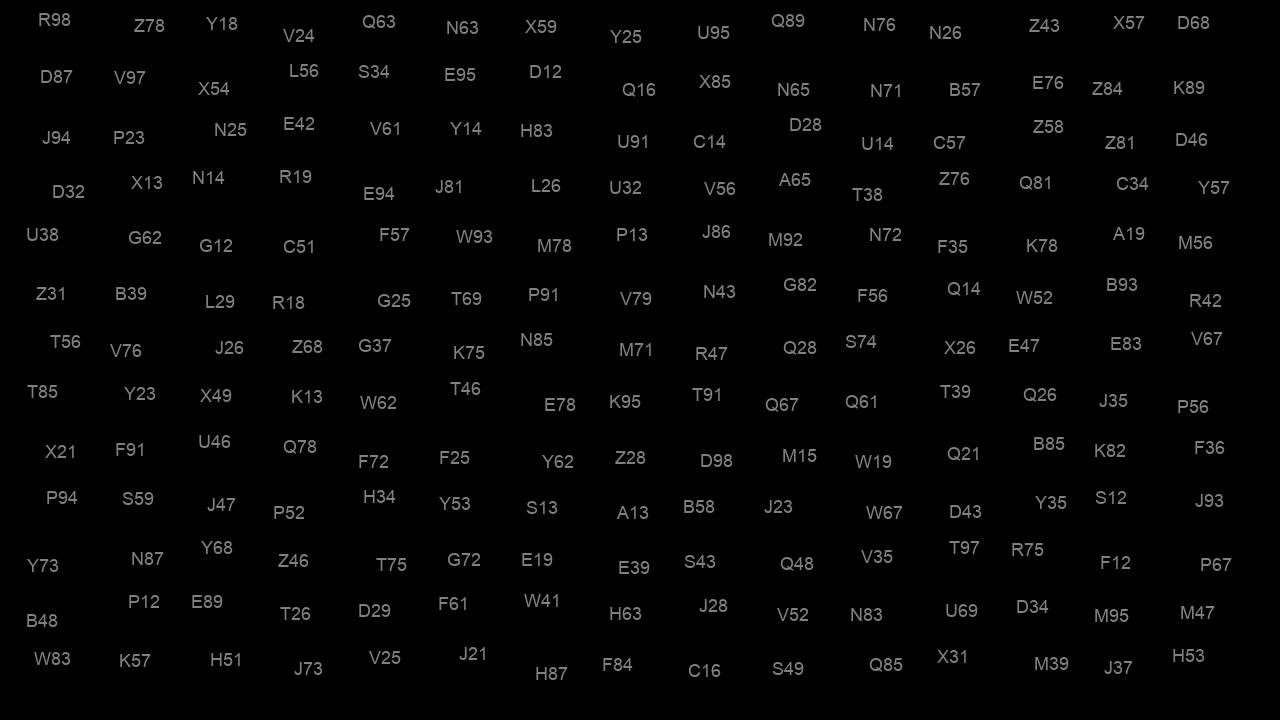 R98 Z78 Y18 V24 Q63 N63 X59 Y25 U95 Q89 N76 N26 Z43 X57 D68
D87 V97 X54 L56 S34 E95 D12 Q16 X85 N65 N71 B57 E76 Z84 K89
J94 P23 N25 E42 V61 Y14 H83 U91 C14 D28 U14 C57 Z58 Z81 D46
D32 X13 N14 R19 E94 J81 L26 U32 V56 A65 T38 Z76 Q81 C34 Y57
U38 G62 G12 C51 F57 W93 M78 P13 J86 M92 N72 F35 K78 A19 M56
Z31 B39 L29 R18 G25 T69 P91 V79 N43 G82 F56 Q14 W52 B93 R42
T56 V76 J26 Z68 G37 K75 N85 M71 R47 Q28 S74 X26 E47 E83 V67
T85 Y23 X49 K13 W62 T46 E78 K95 T91 Q67 Q61 T39 Q26 J35 P56
X21 F91 U46 Q78 F72 F25 Y62 Z28 D98 M15 W19 Q21 B85 K82 F36
P94 S59 J47 P52 H34 Y53 S13 A13 B58 J23 W67 D43 Y35 S12 J93
Y73 N87 Y68 Z46 T75 G72 E19 E39 S43 Q48 V35 T97 R75 F12 P67
B48 P12 E89 T26 D29 F61 W41 H63 J28 V52 N83 U69 D34 M95 M47
W83 K57 H51 J73 V25 J21 H87 F84 C16 S49 Q85 X31 M39 J37 H53